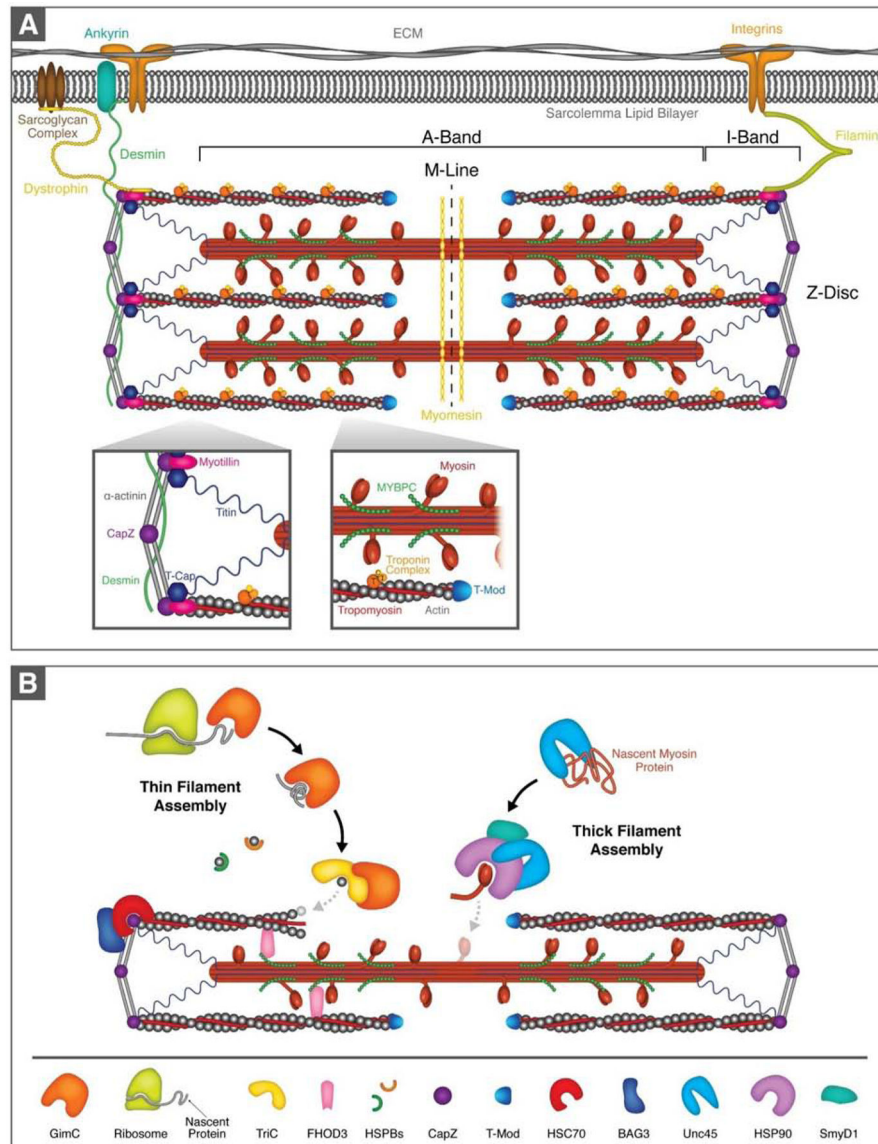 A
Ankyrin
ECM
Integrins
Sarcolemma Lipid Bilayer
Sarcoglycan
Complex
Desmin
A-Band
I-Band
Filamin
Dystrophin
M-Line
Z-Disc
Myomesin
Myotillin
α-actinin
Titin
CapZ
Desmin
T-Cap
Myosin
MYBPC
Troponin
Complex
T-Mod
Tropomyosin
Actin
B
Nascent Myosin
Protein
Thin Filament
Assembly
Thick Filament
Assembly
Nascent
Protein
GimC
Ribosome
TriC
FHOD3
HSPBs
CapZ
T-Mod
HSC70
BAG3
Unc45
HSP90
SmyD1